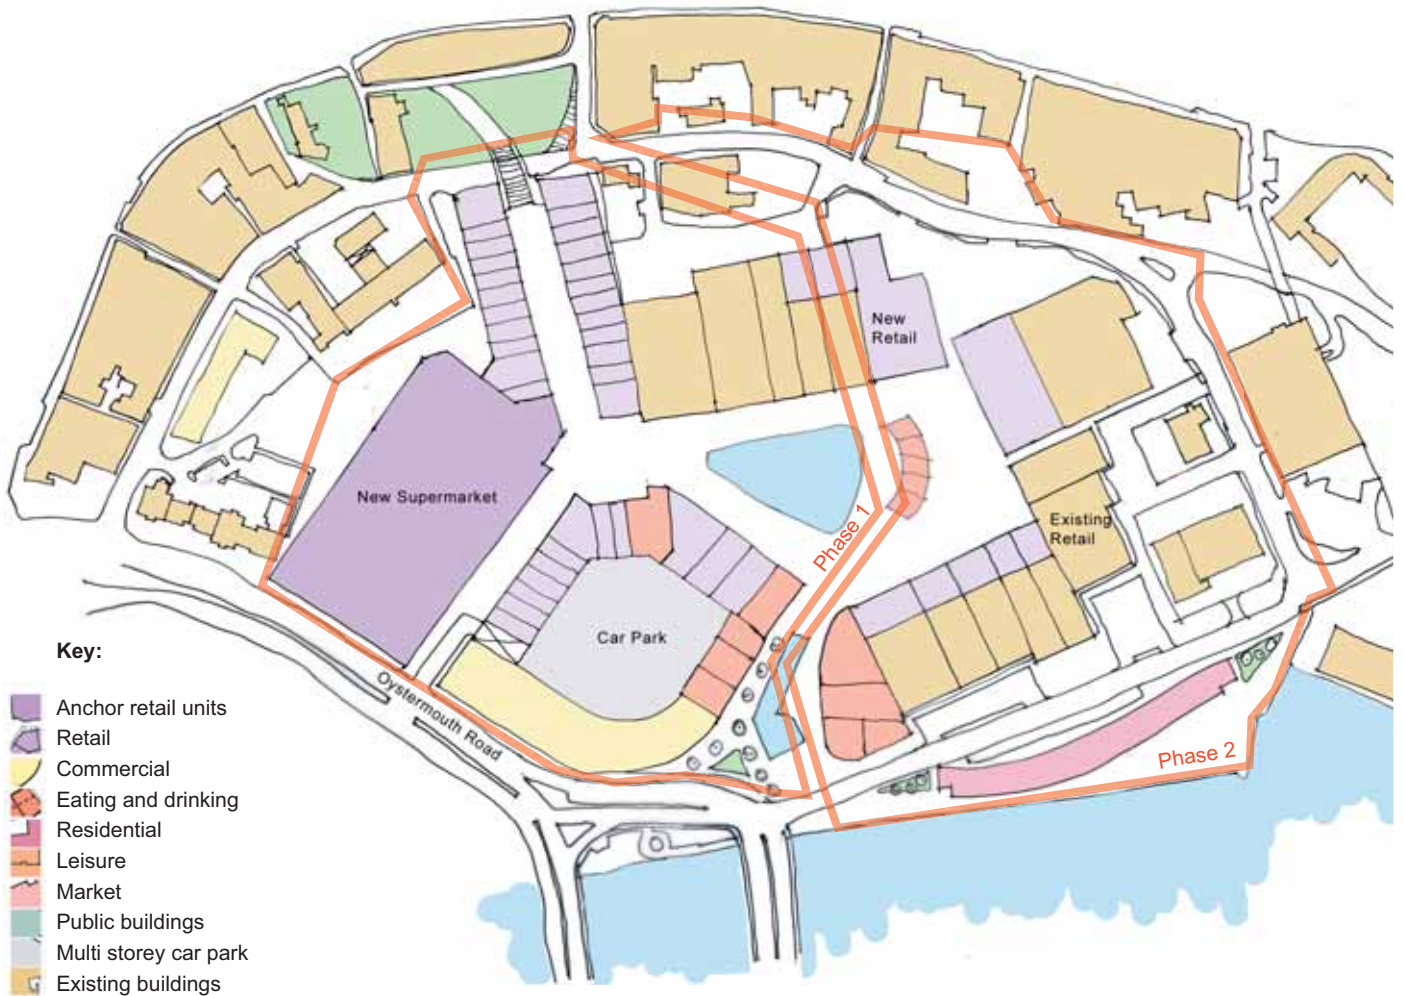 New
Retail
New Supermarket
Existing
Retail
Phase 1
Car Park
Oystermouth Road
Phase 2
Key:
Anchor retail units
Retail
Commercial
Eating and drinking
Residential
Leisure
Market
Public buildings
Multi storey car park
Existing buildings